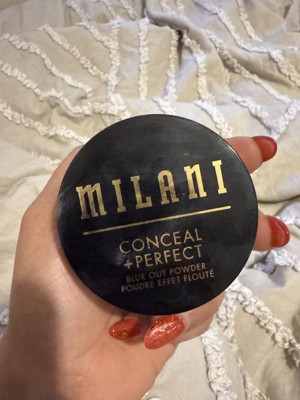 MILANI
CONCEAL
+PERFECT
BLUR OUT POWDER
POUDRE EFFET FLOUTÉ